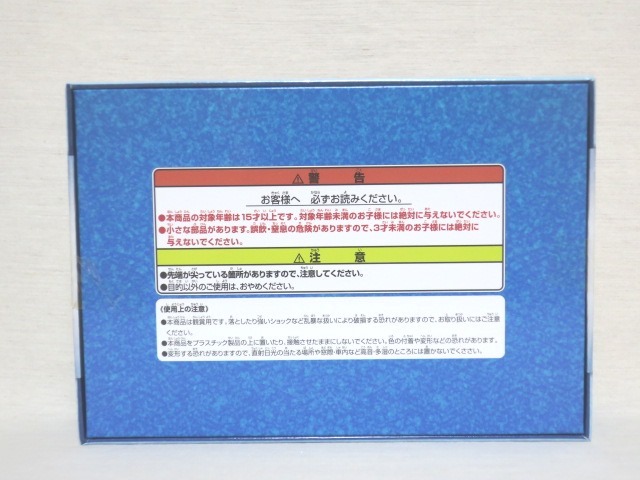 ⚠警告
お客様へ 必ずお読みください。
●本商品の対象年齢は15才以上です。対象年齢未満のお子様には絶対に与えないでください。
●小さな部品があります。誤飲・窒息の危険がありますので、3才未満のお子様には絶対に
与えないでください。
⚠注意
●先端が尖っている箇所がありますので、注意してください。
●目的以外のご使用は、おやめください。
《使用上の注意》
●本商品は観賞用です。落としたり強いショックなど乱暴な扱いにより破損する恐れがありますので、お取り扱いにはご注意
ください。
●本商品をプラスチック製品の上に置いたり、接触させたままにしないでください。色の付着や変形などの恐れがあります。
●変形する恐れがありますので、直射日光の当たる場所や窓際・車内など高温・多湿のところには置かないでください。